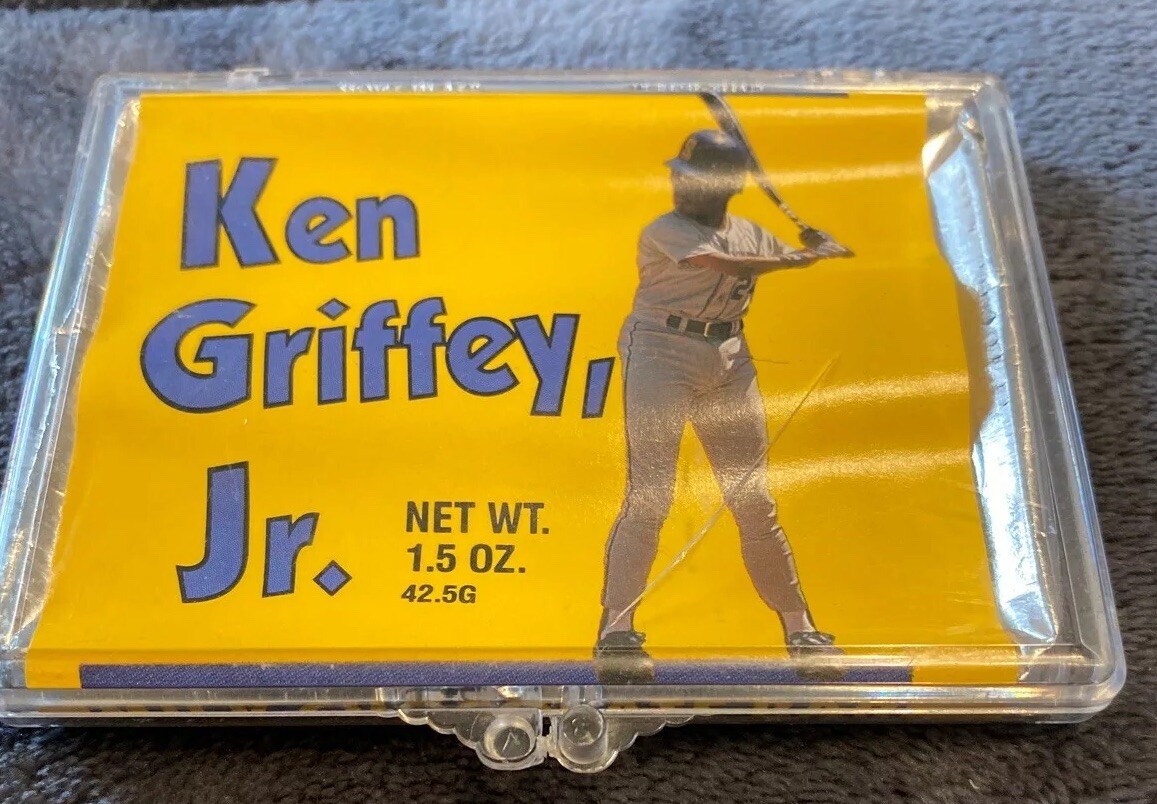 Ken
Griffey,
Jr.
NET WT.
1.5 OZ.
42.5G